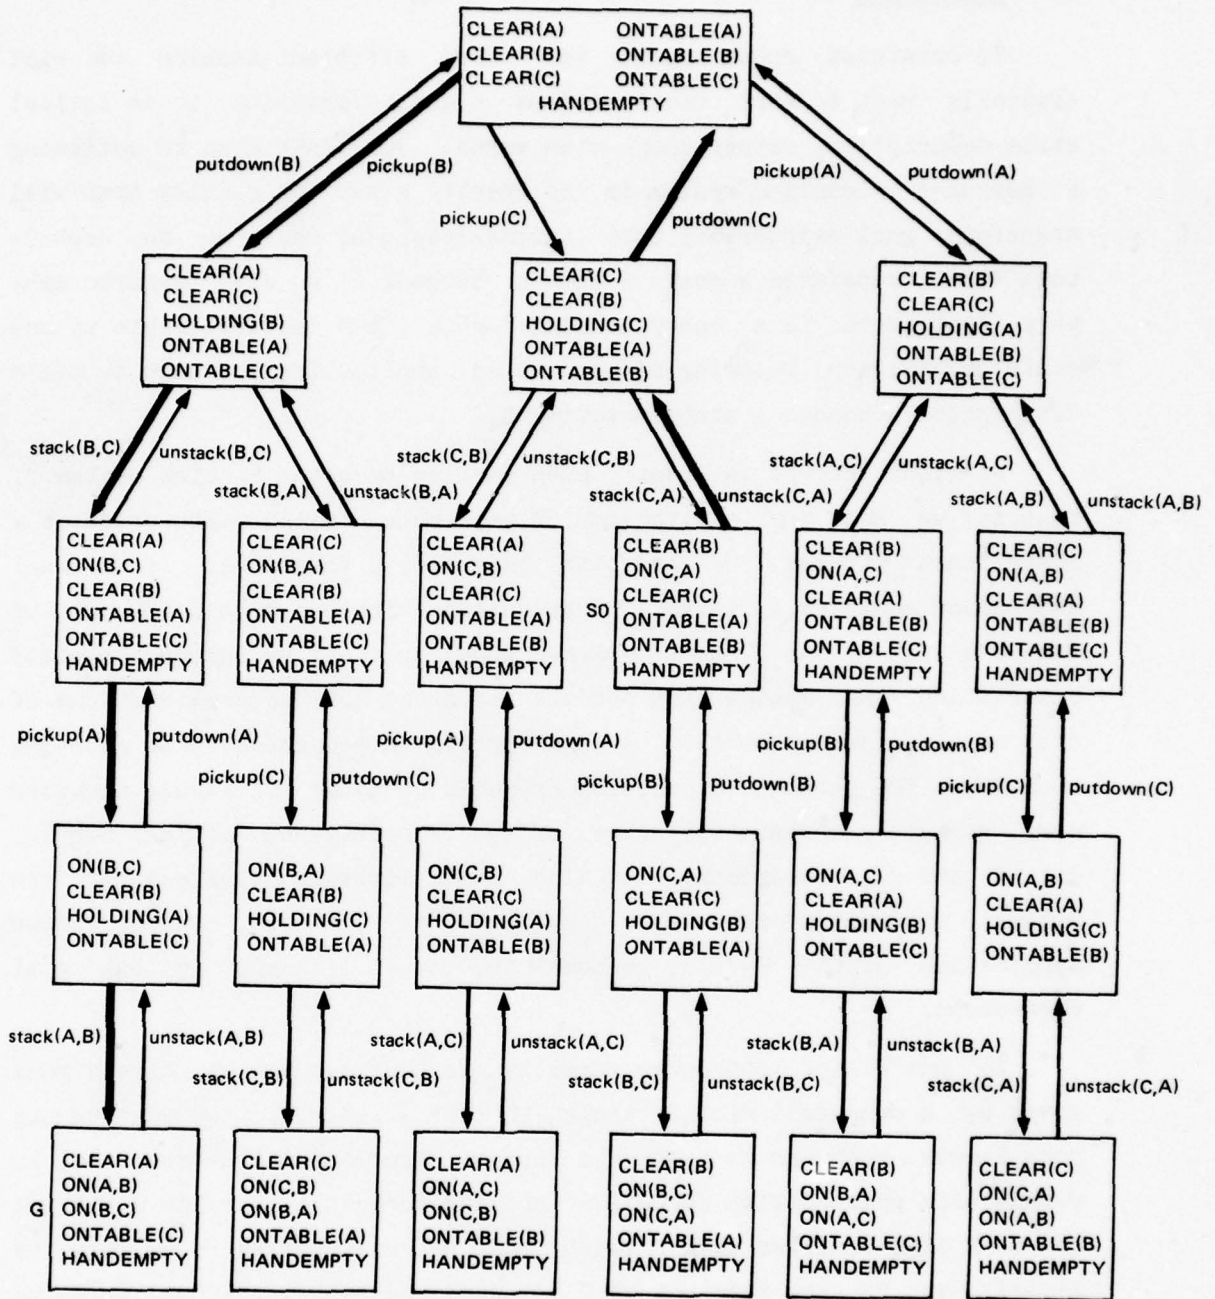 CLEAR(A) ONTABLE(A)
CLEAR(B) ONTABLE(B)
CLEAR(C) ONTABLE(C)
HANDEMPTY
putdown(B) pickup(B) pickup(A) putdown(A)
pickup(C) putdown(C)
CLEAR(A)
CLEAR(C)
HOLDING(B)
ONTABLE(A)
ONTABLE(C)
CLEAR(C)
CLEAR(B)
HOLDING(C)
ONTABLE(A)
ONTABLE(B)
CLEAR(B)
CLEAR(C)
HOLDING(A)
ONTABLE(B)
ONTABLE(C)
stack(B,C) unstack(B,C) stack(C,B) unstack(C,B) stack(A,C) unstack(A,C)
stack(B,A) unstack(B,A) stack(C,A) unstack(C,A) stack(A,B) unstack(A,B)
CLEAR(A)
ON(B,C)
CLEAR(B)
ONTABLE(A)
ONTABLE(C)
HANDEMPTY
CLEAR(C)
ON(B,A)
CLEAR(B)
ONTABLE(A)
ONTABLE(C)
HANDEMPTY
CLEAR(A)
ON(C,B)
CLEAR(C)
ONTABLE(A)
ONTABLE(B)
HANDEMPTY
S0
CLEAR(B)
ON(C,A)
CLEAR(C)
ONTABLE(A)
ONTABLE(B)
HANDEMPTY
CLEAR(B)
ON(A,C)
CLEAR(A)
ONTABLE(B)
ONTABLE(C)
HANDEMPTY
CLEAR(C)
ON(A,B)
CLEAR(A)
ONTABLE(B)
ONTABLE(C)
HANDEMPTY
pickup(A) putdown(A) pickup(A) putdown(A) pickup(B) putdown(B)
pickup(C) putdown(C) pickup(B) putdown(B) pickup(C) putdown(C)
ON(B,C)
CLEAR(B)
HOLDING(A)
ONTABLE(C)
ON(B,A)
CLEAR(B)
HOLDING(C)
ONTABLE(A)
ON(C,B)
CLEAR(C)
HOLDING(A)
ONTABLE(B)
ON(C,A)
CLEAR(C)
HOLDING(B)
ONTABLE(A)
ON(A,C)
CLEAR(A)
HOLDING(B)
ONTABLE(C)
ON(A,B)
CLEAR(A)
HOLDING(C)
ONTABLE(B)
stack(A,B) unstack(A,B) stack(A,C) unstack(A,C) stack(B,A) unstack(B,A)
stack(C,B) unstack(C,B) stack(B,C) unstack(B,C) stack(C,A) unstack(C,A)
G
CLEAR(A)
ON(A,B)
ON(B,C)
ONTABLE(C)
HANDEMPTY
CLEAR(C)
ON(C,B)
ON(B,A)
ONTABLE(A)
HANDEMPTY
CLEAR(A)
ON(A,C)
ON(C,B)
ONTABLE(B)
HANDEMPTY
CLEAR(B)
ON(B,C)
ON(C,A)
ONTABLE(A)
HANDEMPTY
CLEAR(B)
ON(B,A)
ON(A,C)
ONTABLE(C)
HANDEMPTY
CLEAR(C)
ON(C,A)
ON(A,B)
ONTABLE(B)
HANDEMPTY